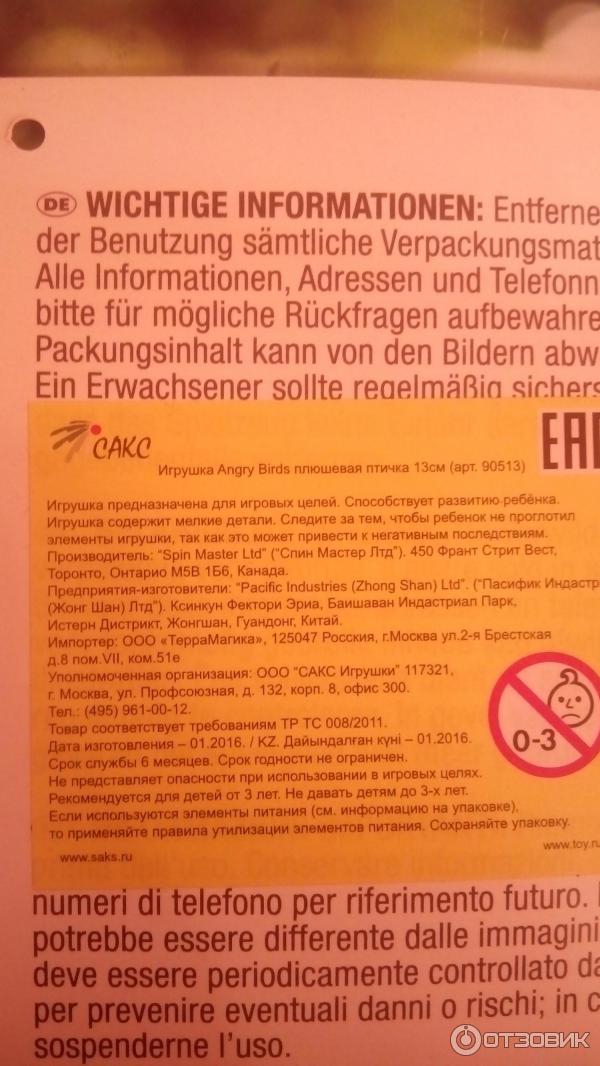 DE WICHTIGE INFORMATIONEN: Entferne
der Benutzung sämtliche Verpackungsmat
Alle Informationen, Adressen und Telefonn
bitte für mögliche Rückfragen aufbewahre
Packungsinhalt kann von den Bildern abw
Ein Erwachsener sollte regelmäßig sichers
САКС
EAC
Игрушка Angry Birds плюшевая птичка 13см (арт. 90513)
Игрушка предназначена для игровых целей. Способствует развитию ребёнка.
Игрушка содержит мелкие детали. Следите за тем, чтобы ребенок не проглотил
элементы игрушки, так как это может привести к негативным последствиям.
Производитель: "Spin Master Ltd" ("Спин Мастер Лтд"). 450 Франт Стрит Вест,
Торонто, Онтарио М5В 1Б6, Канада.
Предприятия-изготовители: "Pacific Industries (Zhong Shan) Ltd". ("Пасифик Индастр
(Жонг Шан) Лтд"). Ксинкун Фектори Эриа, Баишаван Индастриал Парк,
Истерн Дистрикт, Жонгшан, Гуандонг, Китай.
Импортер: ООО «ТерраМагика», 125047 Росския, г.Москва ул.2-я Брестская
д.8 пом.VII, ком.51е
Уполномоченная организация: ООО "САКС Игрушки" 117321,
г. Москва, ул. Профсоюзная, д. 132, корп. 8, офис 300.
Тел.: (495) 961-00-12.
Товар соответствует требованиям ТР ТС 008/2011.
Дата изготовления – 01.2016. / KZ. Дайындалған күні – 01.2016.
Срок службы 6 месяцев. Срок годности не ограничен.
Не представляет опасности при использовании в игровых целях.
Рекомендуется для детей от 3 лет. Не давать детям до 3-х лет.
Если используются элементы питания (см. информацию на упаковке),
то применяйте правила утилизации элементов питания. Сохраняйте упаковку.
0-3
www.saks.ru
www.toy.ru
numeri di telefono per riferimento futuro. I
potrebbe essere differente dalle immagini
deve essere periodicamente controllato da
per prevenire eventuali danni o rischi; in c
sospenderne l'uso.
ОТЗОВИК